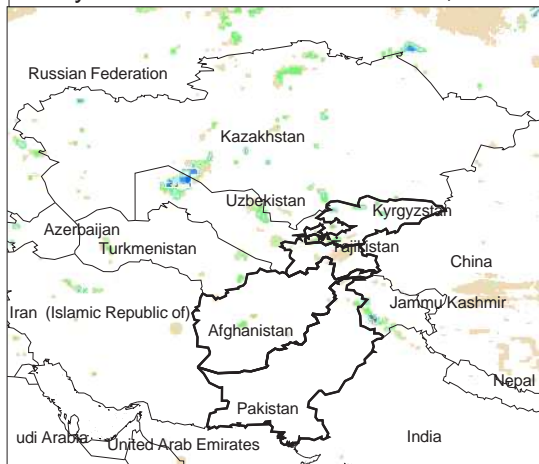 Russian Federation
Kazakhstan
Uzbekistan
Kyrgyzstan
Azerbaijan
Turkmenistan
Tajikistan
China
Iran (Islamic Republic of)
Jammu Kashmir
Afghanistan
Nepal
Pakistan
udi Arabia
United Arab Emirates
India